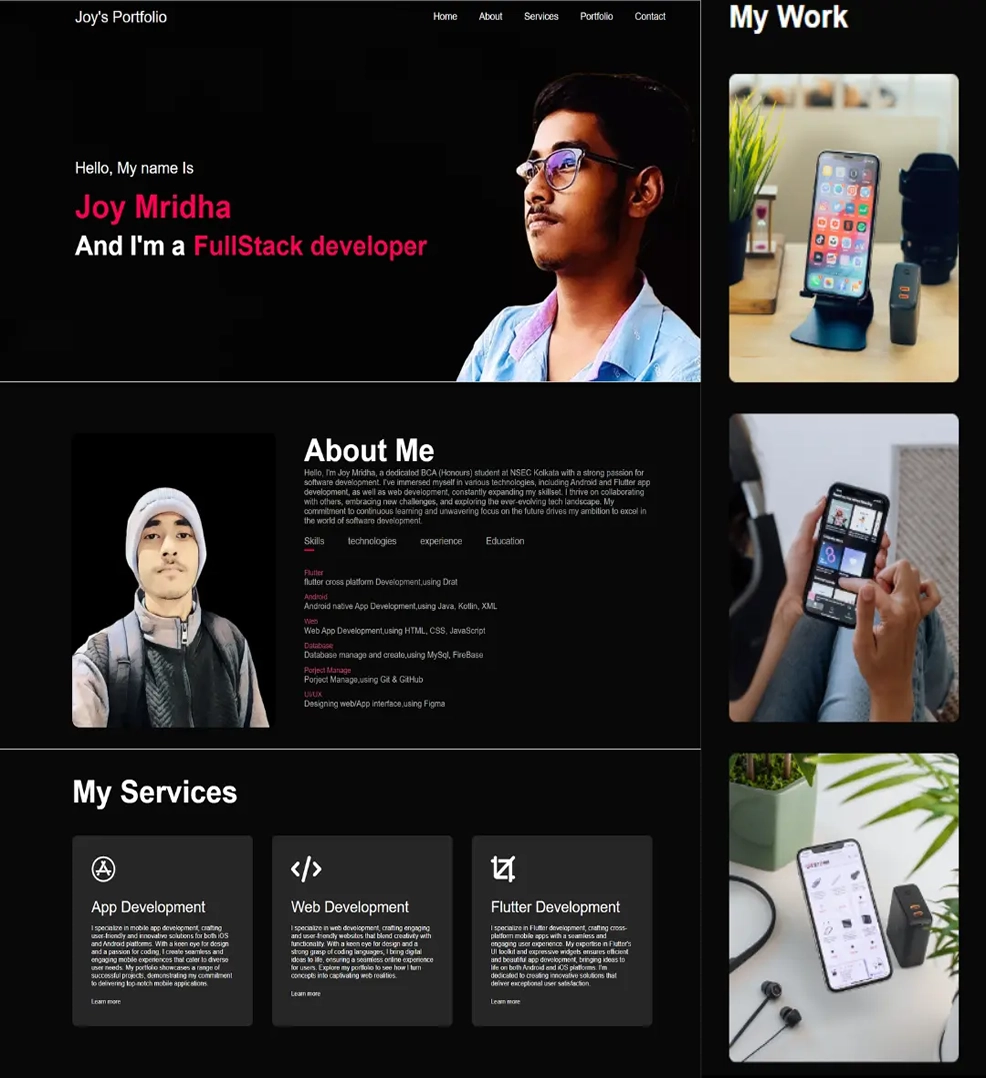 Joy's Portfolio
Home About Services Portfolio Contact
Hello, My name Is
Joy Mridha
And I'm a FullStack developer
About Me
Hello, I'm Joy Mridha, a dedicated BCA (Honours) student at NSEC Kolkata with a strong passion for
software development. I've immersed myself in various technologies, including Android and Flutter app
development, as well as web development, constantly expanding my skillset. I thrive on collaborating
with others, embracing new challenges, and exploring the ever-evolving tech landscape. My
commitment to continuous learning and unwavering focus on the future drives my ambition to excel in
the world of software development.
Skills technologies experience Education
Flutter
flutter cross platform Development,using Drat
Android
Android native App Development,using Java, Kotlin, XML
Web
Web App Development,using HTML, CSS, JavaScript
Database
Database manage and create,using MySql, FireBase
Porject Manage
Porject Manage,using Git & GitHub
UI/UX
Designing web/App interface,using Figma
My Services
App Development
I specialize in mobile app development, crafting
user-friendly and innovative solutions for both iOS
and Android platforms. With a keen eye for design
and a passion for coding, I create seamless and
engaging mobile experiences that cater to diverse
user needs. My portfolio showcases a range of
successful projects, demonstrating my commitment
to delivering top-notch mobile applications.
Learn more
Web Development
I specialize in web development, crafting engaging
and user-friendly websites that blend creativity with
functionality. With a keen eye for design and a
strong grasp of coding languages, I bring digital
ideas to life, ensuring a seamless online experience
for users. Explore my portfolio to see how I turn
concepts into captivating web realities.
Learn more
Flutter Development
I specialize in Flutter development, crafting cross-
platform mobile apps with a seamless and
engaging user experience. My expertise in Flutter's
UI toolkit and expressive widgets ensures efficient
and beautiful app development, bringing ideas to
life on both Android and iOS platforms. I'm
dedicated to creating innovative solutions that
deliver exceptional user satisfaction.
Learn more
My Work